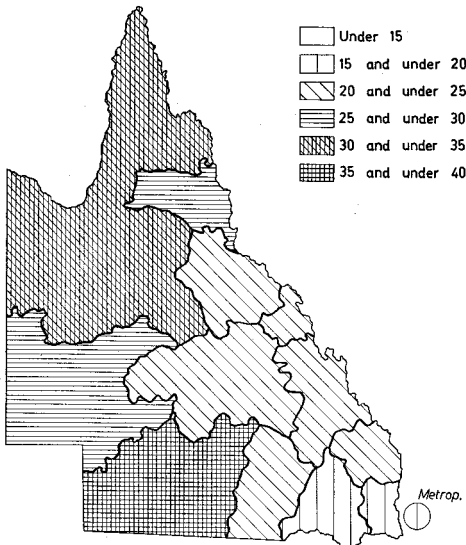 Under 15
15 and under 20
20 and under 25
25 and under 30
30 and under 35
35 and under 40
Metrop.